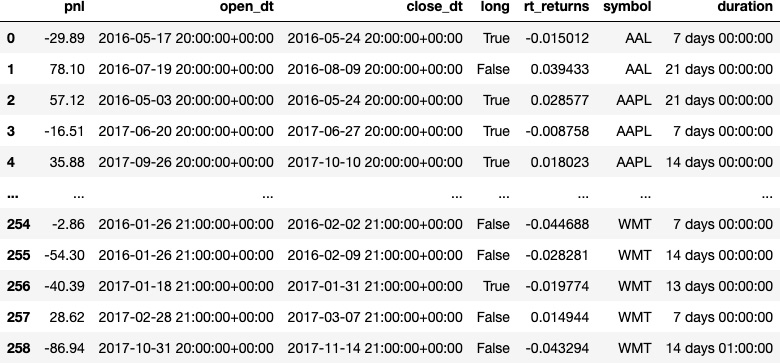 pnl open_dt close_dt long rt_returns symbol duration
0 -29.89 2016-05-17 20:00:00+00:00 2016-05-24 20:00:00+00:00 True -0.015012 AAL 7 days 00:00:00
1 78.10 2016-07-19 20:00:00+00:00 2016-08-09 20:00:00+00:00 False 0.039433 AAL 21 days 00:00:00
2 57.12 2016-05-03 20:00:00+00:00 2016-05-24 20:00:00+00:00 True 0.028577 AAPL 21 days 00:00:00
3 -16.51 2017-06-20 20:00:00+00:00 2017-06-27 20:00:00+00:00 True -0.008758 AAPL 7 days 00:00:00
4 35.88 2017-09-26 20:00:00+00:00 2017-10-10 20:00:00+00:00 True 0.018023 AAPL 14 days 00:00:00
... ... ... ... ... ... ... ...
254 -2.86 2016-01-26 21:00:00+00:00 2016-02-02 21:00:00+00:00 False -0.044688 WMT 7 days 00:00:00
255 -54.30 2016-01-26 21:00:00+00:00 2016-02-09 21:00:00+00:00 False -0.028281 WMT 14 days 00:00:00
256 -40.39 2017-01-18 21:00:00+00:00 2017-01-31 21:00:00+00:00 True -0.019774 WMT 13 days 00:00:00
257 28.62 2017-02-28 21:00:00+00:00 2017-03-07 21:00:00+00:00 False 0.014944 WMT 7 days 00:00:00
258 -86.94 2017-10-31 20:00:00+00:00 2017-11-14 21:00:00+00:00 False -0.043294 WMT 14 days 01:00:00